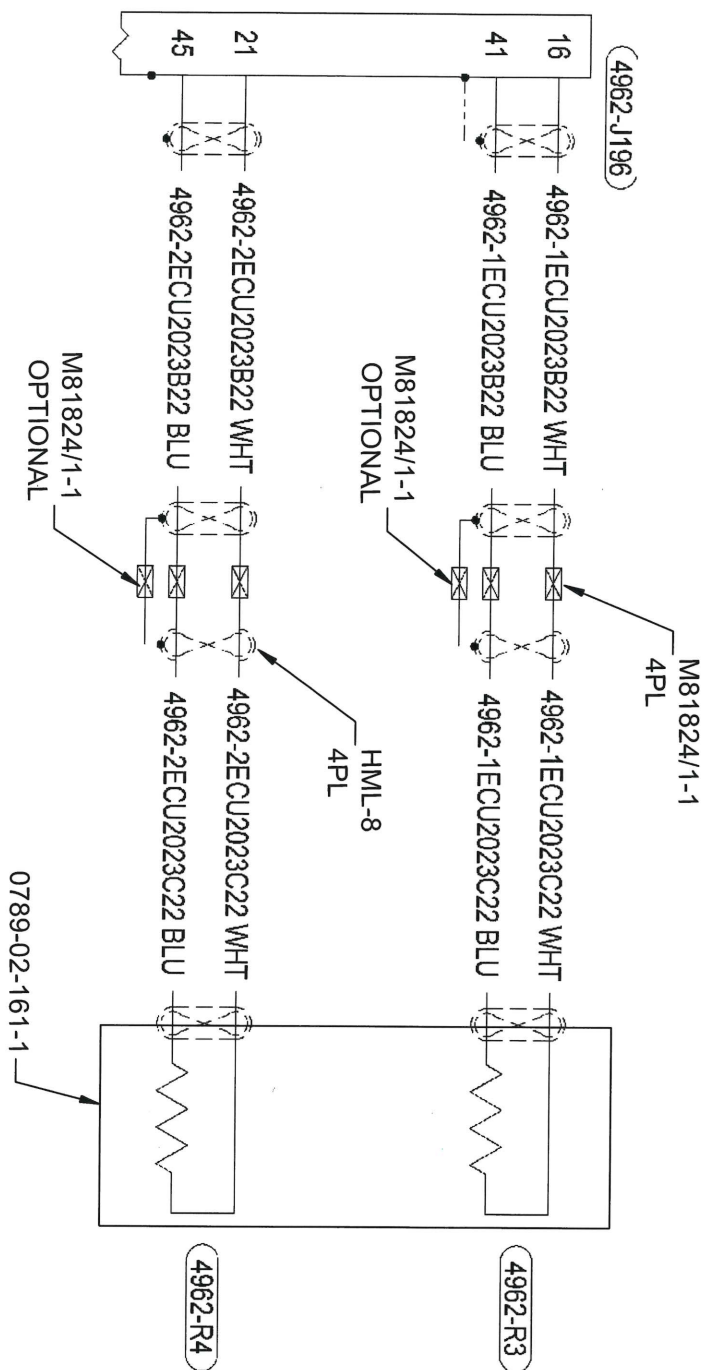 4962-J196
16
41
21
45
4962-1ECU2023B22 WHT
4962-1ECU2023B22 BLU
4962-2ECU2023B22 WHT
4962-2ECU2023B22 BLU
M81824/1-1
4PL
M81824/1-1
OPTIONAL
M81824/1-1
OPTIONAL
HML-8
4PL
4962-1ECU2023C22 WHT
4962-1ECU2023C22 BLU
4962-2ECU2023C22 WHT
4962-2ECU2023C22 BLU
4962-R3
4962-R4
0789-02-161-1